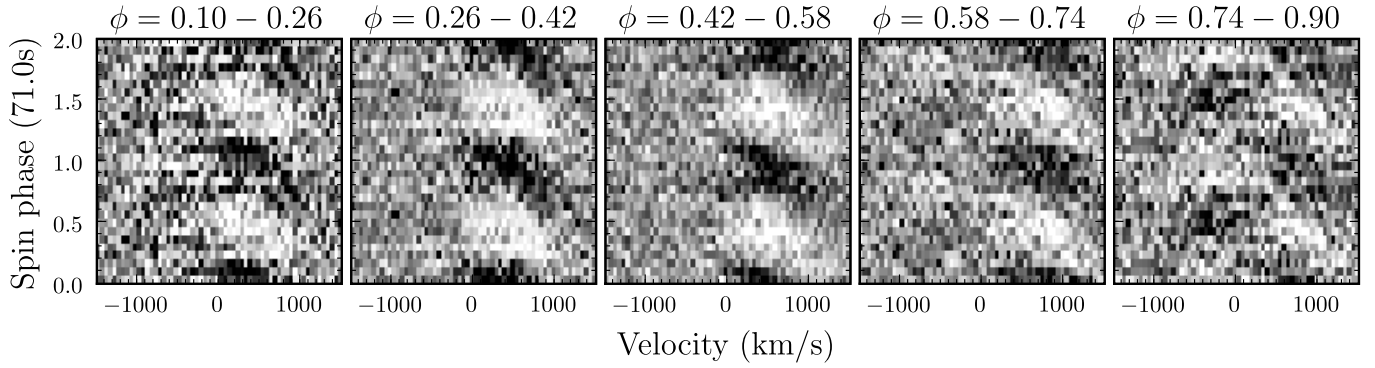 ϕ = 0.10 − 0.26 ϕ = 0.26 − 0.42 ϕ = 0.42 − 0.58 ϕ = 0.58 − 0.74 ϕ = 0.74 − 0.90
Spin phase (71.0s)
2.0
1.5
1.0
0.5
0.0
−1000 0 1000 −1000 0 1000 −1000 0 1000 −1000 0 1000 −1000 0 1000
Velocity (km/s)